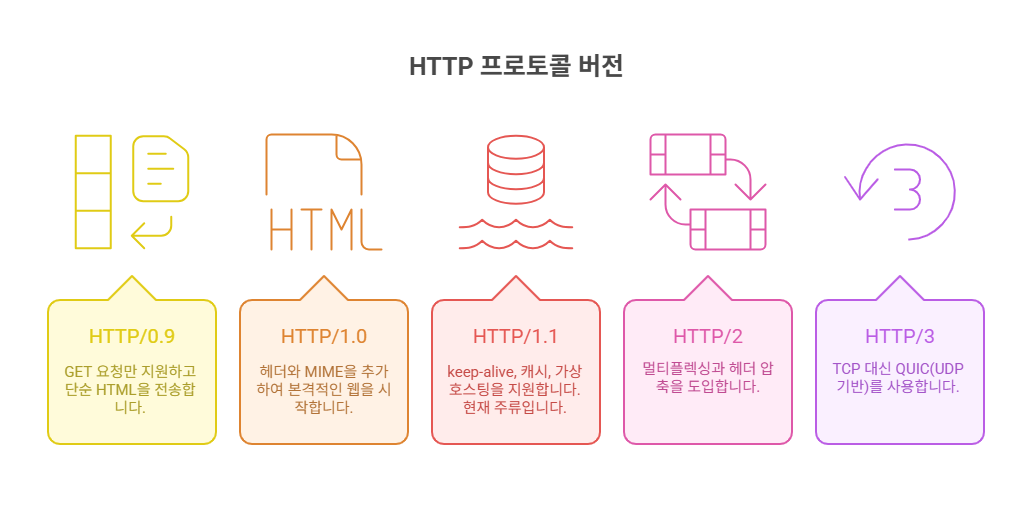 HTTP 프로토콜 버전
HTML
3
HTTP/0.9
GET 요청만 지원하고
단순 HTML을 전송합
니다.
HTTP/1.0
헤더와 MIME을 추가
하여 본격적인 웹을 시
작합니다.
HTTP/1.1
keep-alive, 캐시, 가상
호스팅을 지원합니다.
현재 주류입니다.
HTTP/2
멀티플렉싱과 헤더 압
축을 도입합니다.
HTTP/3
TCP 대신 QUIC(UDP
기반)를 사용합니다.